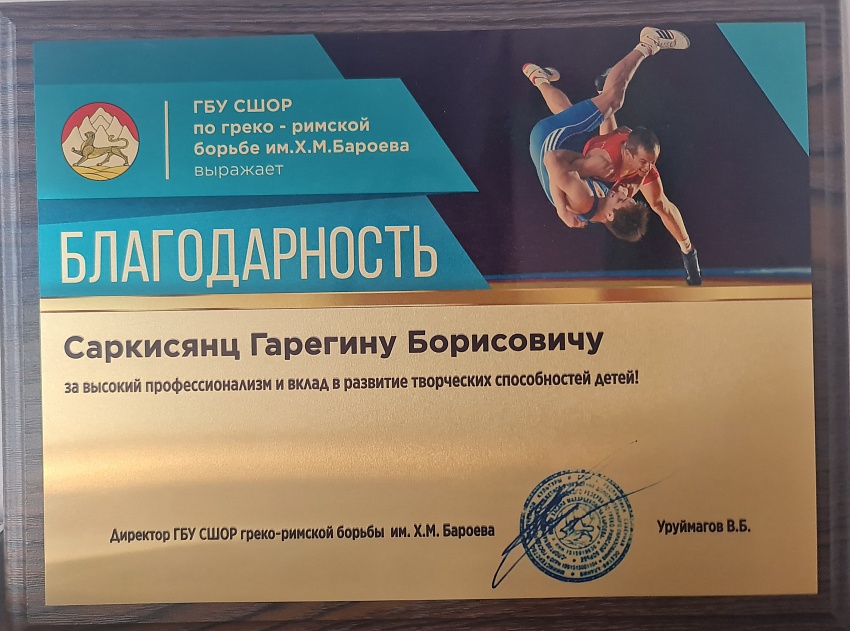 ГБУ СШОР
по греко - римской
борьбе им.Х.М.Бароева
выражает
БЛАГОДАРНОСТЬ
Саркисянц Гарегину Борисовичу
за высокий профессионализм и вклад в развитие творческих способностей детей!
Директор ГБУ СШОР греко-римской борьбы им. Х.М. Бароева
Уруймагов В.Б.